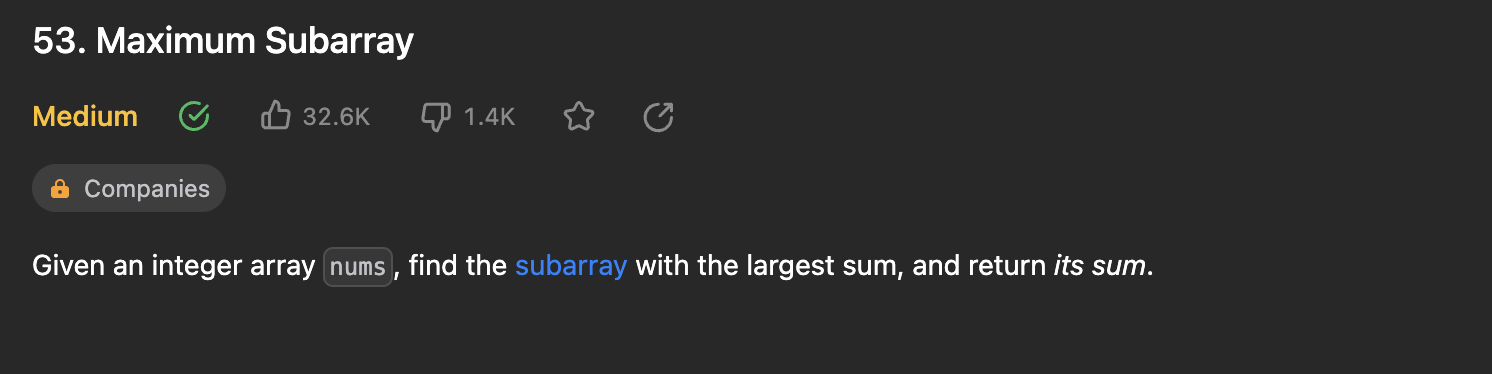 53. Maximum Subarray
Medium 32.6K 1.4K
Companies
Given an integer array nums, find the subarray with the largest sum, and return its sum.